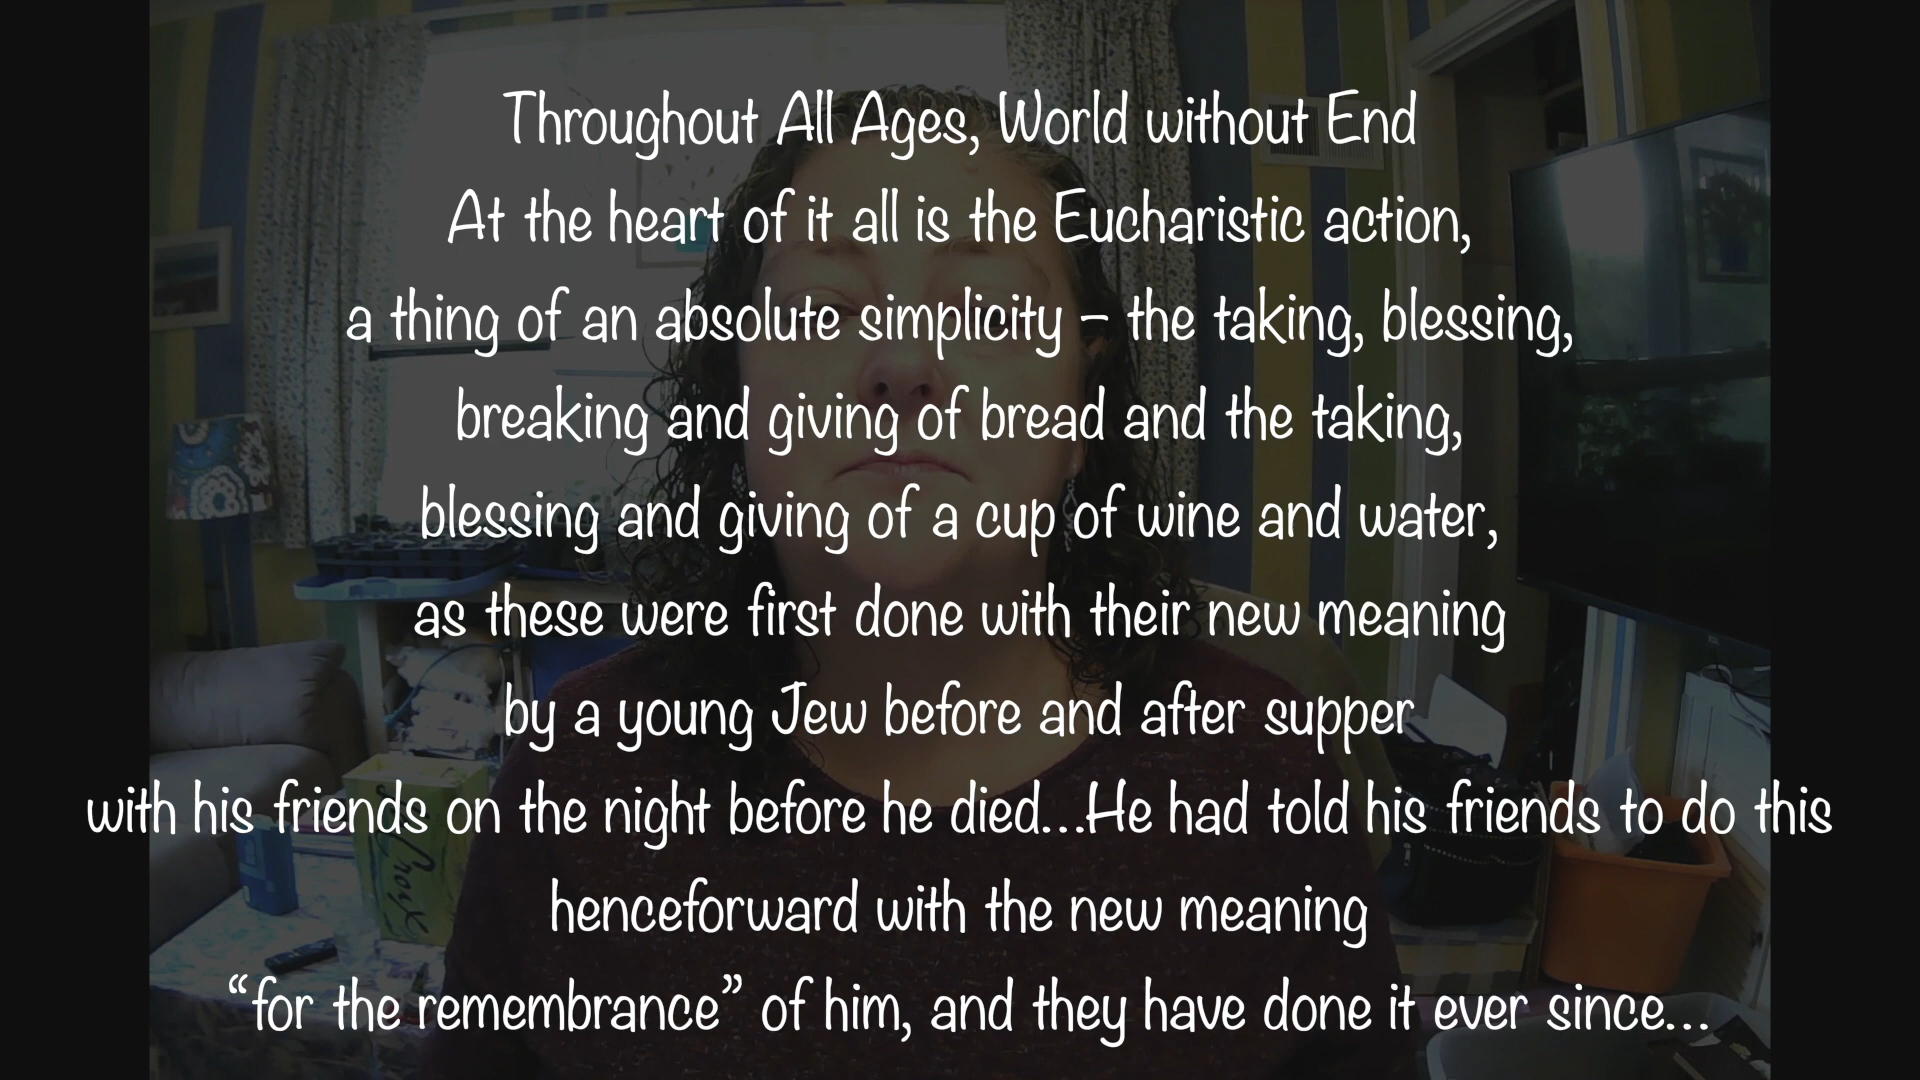 Throughout All Ages, World without End
At the heart of it all is the Eucharistic action,
a thing of an absolute simplicity – the taking, blessing,
breaking and giving of bread and the taking,
blessing and giving of a cup of wine and water,
as these were first done with their new meaning
by a young Jew before and after supper
with his friends on the night before he died...He had told his friends to do this
henceforward with the new meaning
“for the remembrance” of him, and they have done it ever since...